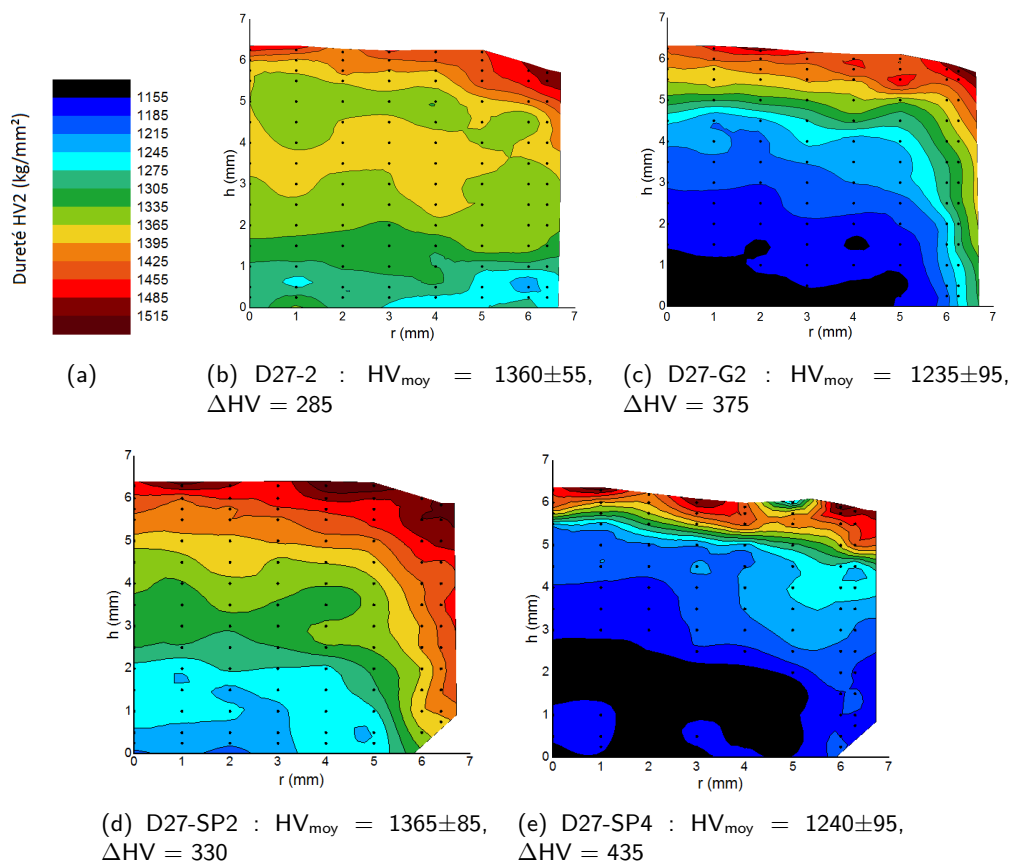 Dureté HV2 (kg/mm²)
1155
1185
1215
1245
1275
1305
1335
1365
1395
1425
1455
1485
1515
(a)
7
6
5
4
3
2
1
0
h (mm)
0 1 2 3 4 5 6 7
r (mm)
(b) D27-2 : HVmoy = 1360±55,
ΔHV = 285
7
6
5
4
3
2
1
0
h (mm)
0 1 2 3 4 5 6 7
r (mm)
(c) D27-G2 : HVmoy = 1235±95,
ΔHV = 375
7
6
5
4
3
2
1
0
h (mm)
0 1 2 3 4 5 6 7
r (mm)
(d) D27-SP2 : HVmoy = 1365±85,
ΔHV = 330
7
6
5
4
3
2
1
0
h (mm)
0 1 2 3 4 5 6 7
r (mm)
(e) D27-SP4 : HVmoy = 1240±95,
ΔHV = 435